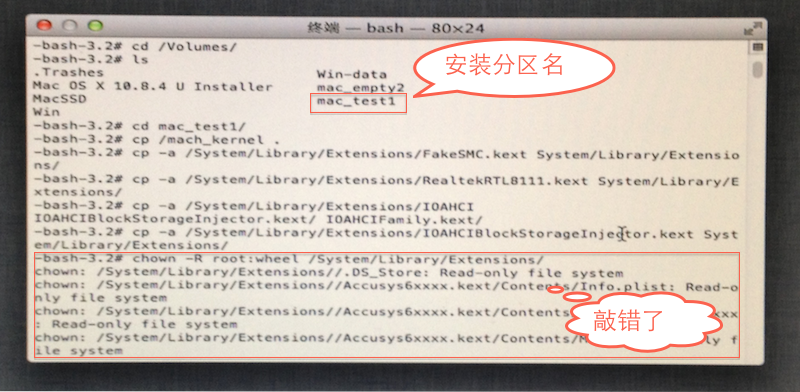 终端 — bash — 80×24
-bash-3.2# cd /Volumes/
-bash-3.2# ls
.Trashes Win-data
Mac OS X 10.8.4 U Installer mac_empty2
MacSSD mac_test1
Win
安装分区名
-bash-3.2# cd mac_test1/
-bash-3.2# cp /mach_kernel .
-bash-3.2# cp -a /System/Library/Extensions/FakeSMC.kext System/Library/Extensio
ns/
-bash-3.2# cp -a /System/Library/Extensions/RealtekRTL8111.kext System/Library/E
xtensions/
-bash-3.2# cp -a /System/Library/Extensions/IOAHCI
IOAHCIBlockStorageInjector.kext/ IOAHCIFamily.kext/
-bash-3.2# cp -a /System/Library/Extensions/IOAHCIBlockStorageInjector.kext Syst
em/Library/Extensions/
-bash-3.2# chown -R root:wheel /System/Library/Extensions/
chown: /System/Library/Extensions//.DS_Store: Read-only file system
chown: /System/Library/Extensions//Accusys6xxxx.kext/Contents/Info.plist: Read-o
nly file system
chown: /System/Library/Extensions//Accusys6xxxx.kext/Contents xx
: Read-only file system
chown: /System/Library/Extensions//Accusys6xxxx.kext/Contents/M ly f
ile system
敲错了